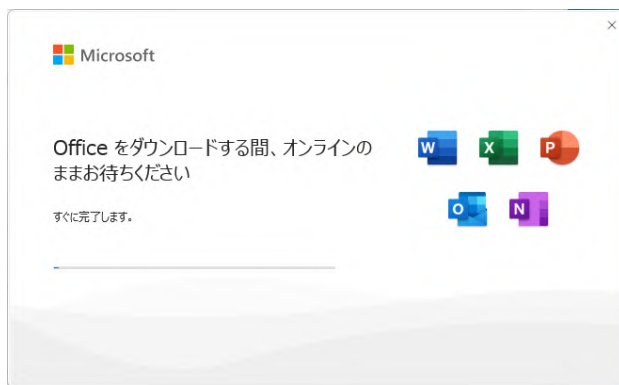 Microsoft
Office をダウンロードする間、オンラインの
ままお待ちください
すぐに完了します。
W
X
P
O
N